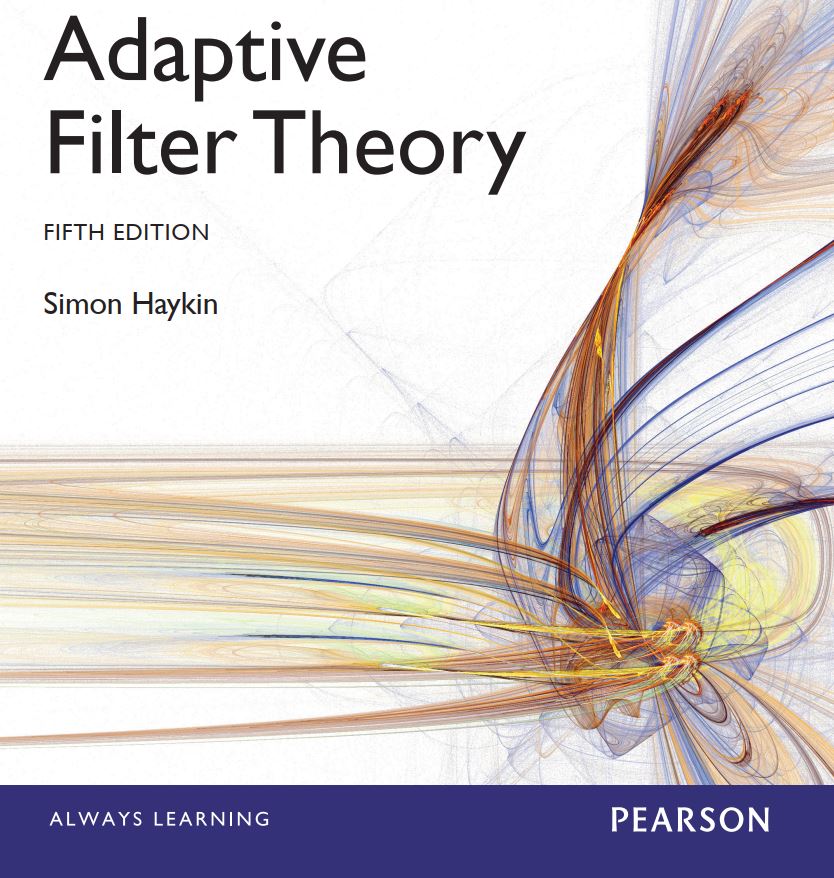 Adaptive
Filter Theory
FIFTH EDITION
Simon Haykin
ALWAYS LEARNING
PEARSON